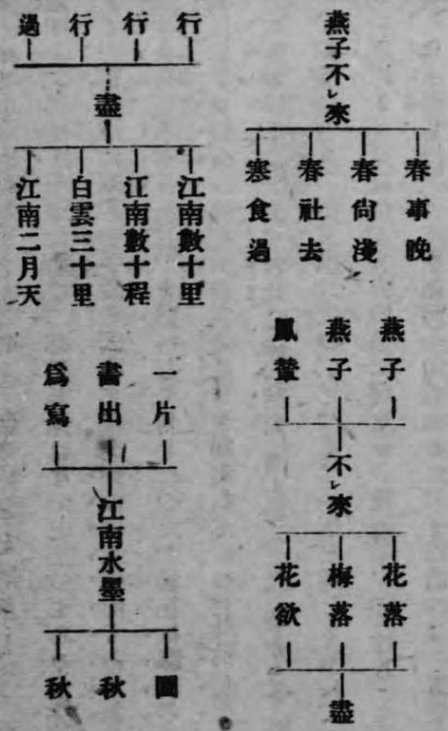 燕子不レ來
春事晩
春尙淺
春社去
寒食過
燕子
燕子
鳳輦
不レ來
花落
梅落
花欲
盡
行
行
行
過
盡
江南數十里
江南數十程
白雲三十里
江南二月天
一片
書出
爲寫
江南水墨
圖
秋
秋